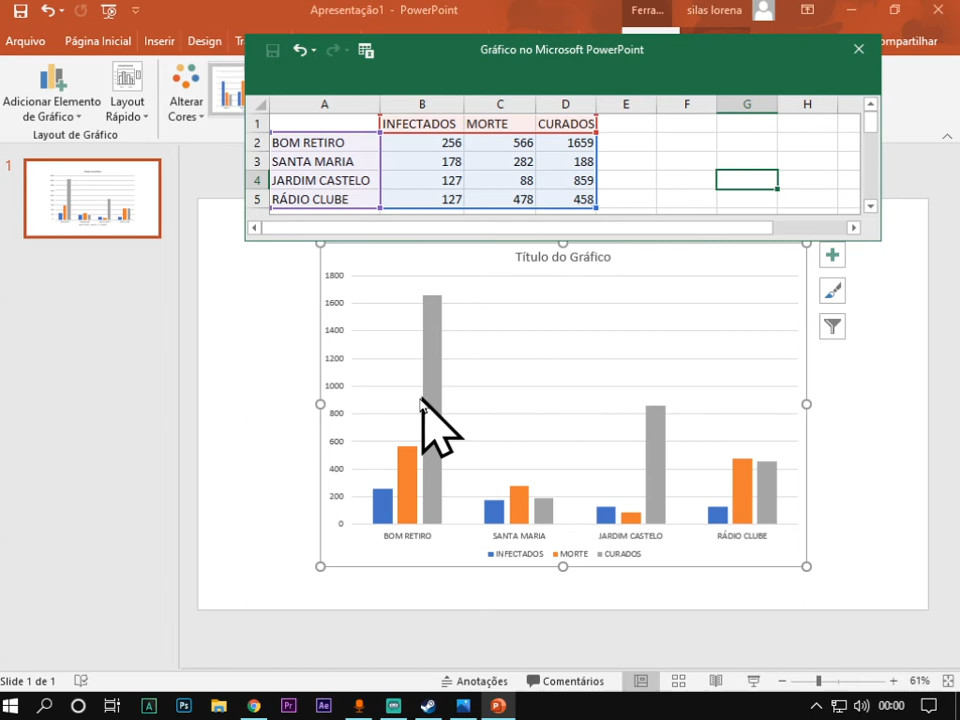 Apresentação1 - PowerPoint
Ferra...
silas lorena
Arquivo
Página Inicial
Inserir
Design
Tr
ompartilhar
Adicionar Elemento
de Gráfico
Layout
Rápido
Alterar
Cores
Layout de Gráfico
Gráfico no Microsoft PowerPoint
A B C D E F G H
1 INFECTADOS MORTE CURADOS
2 BOM RETIRO 256 566 1659
3 SANTA MARIA 178 282 188
4 JARDIM CASTELO 127 88 859
5 RÁDIO CLUBE 127 478 458
1
Título do Gráfico
1800
1600
1400
1200
1000
800
600
400
200
0
BOM RETIRO SANTA MARIA JARDIM CASTELO RÁDIO CLUBE
INFECTADOS MORTE CURADOS
Slide 1 de 1
Anotações
Comentários
61%
A Ps Pr Ae P
00:00